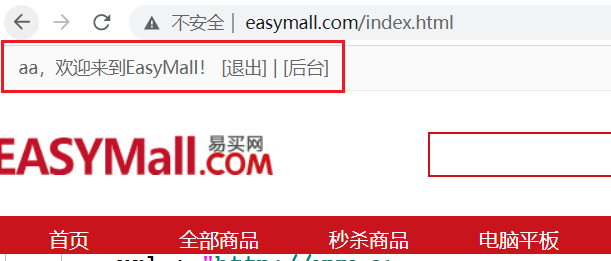 不安全 | easymall.com/index.html
aa，欢迎来到EasyMall! [退出] | [后台]
EASYMall.COM 易买网
首页 全部商品 秒杀商品 电脑平板